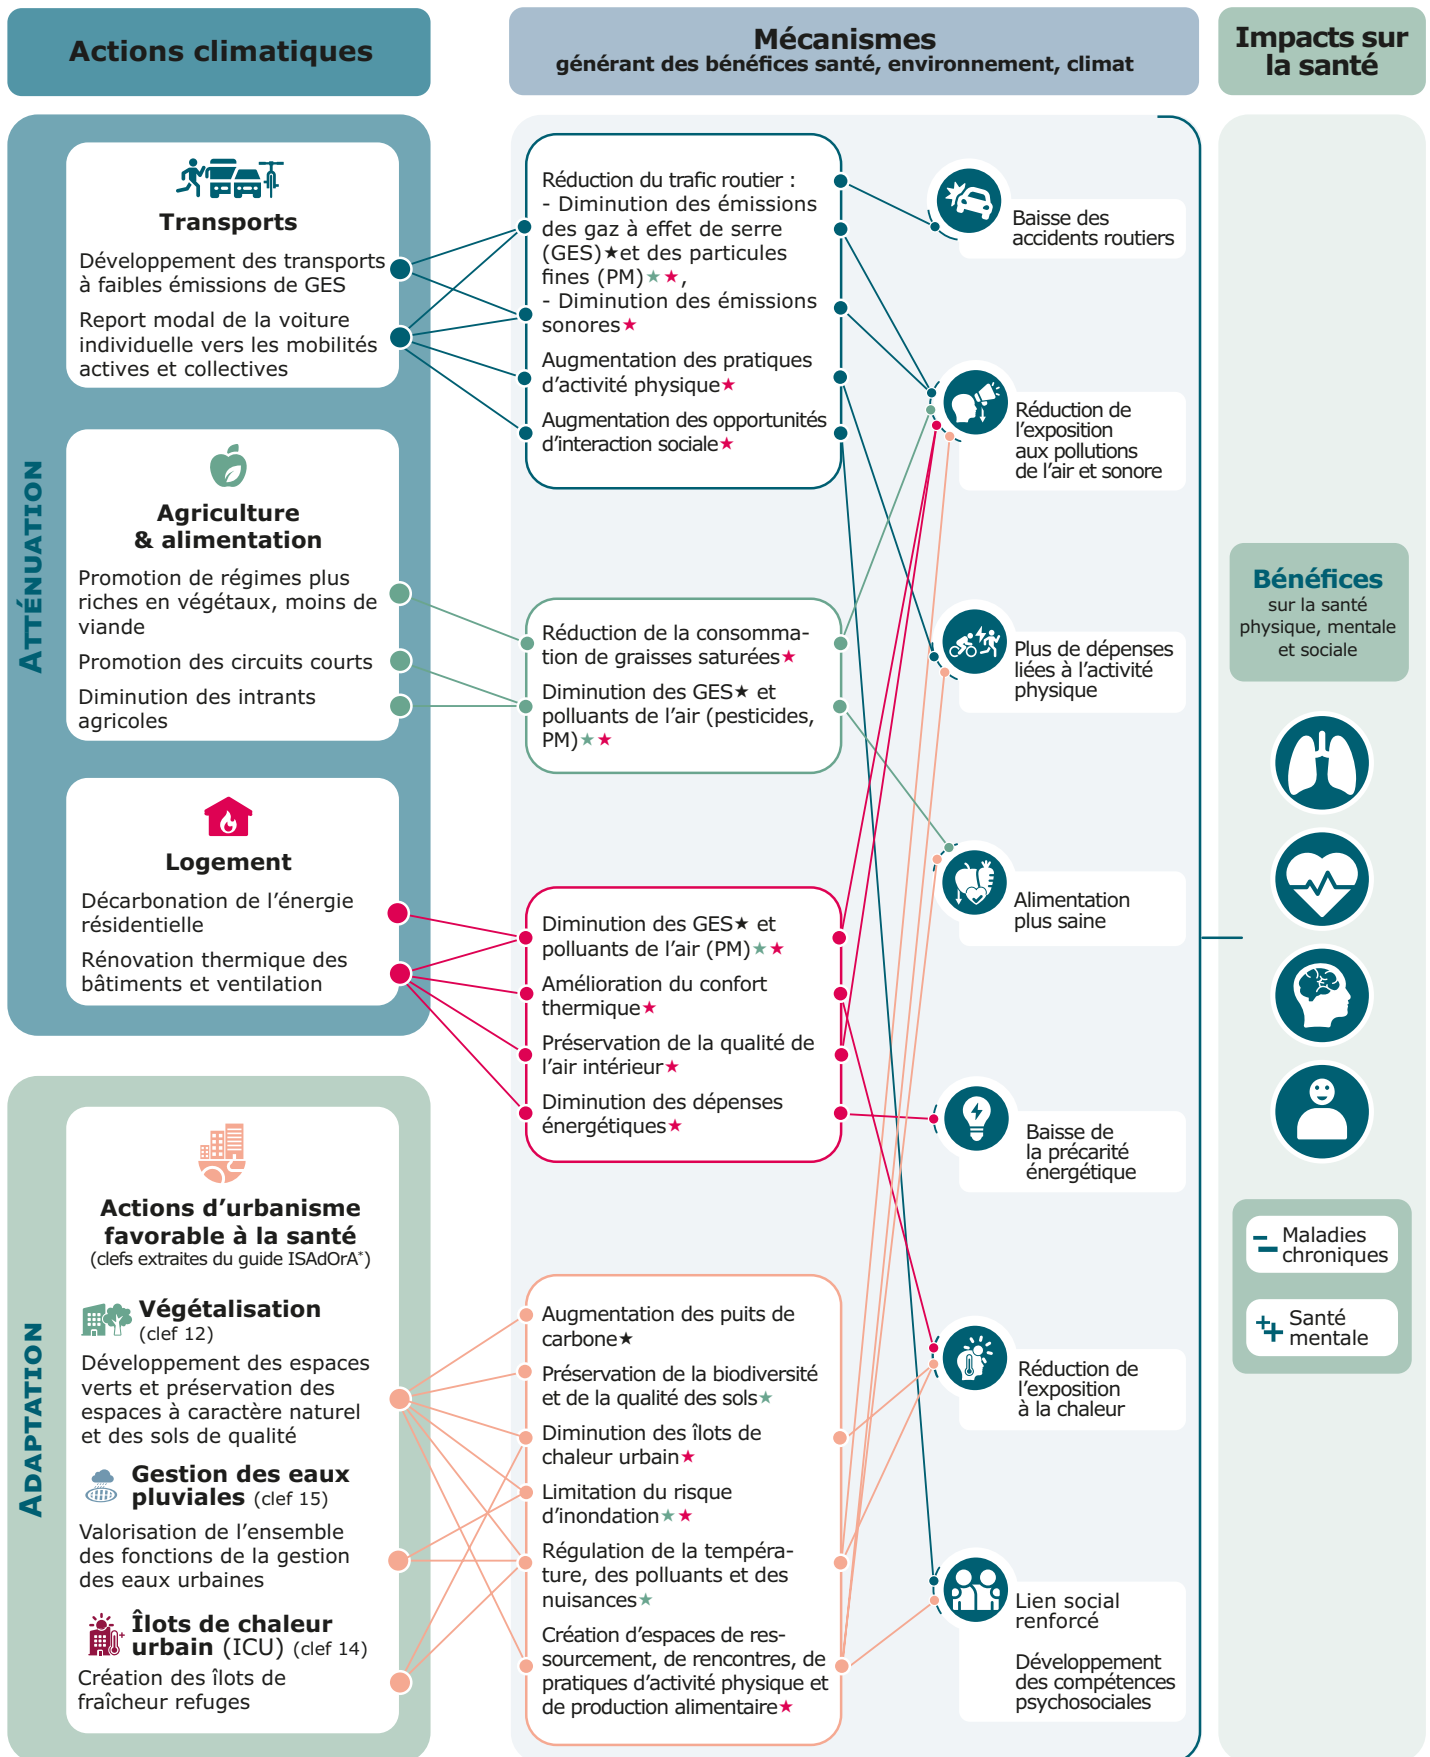 Actions climatiques
Mécanismes
générant des bénéfices santé, environnement, climat
Impacts sur
la santé
ATTÉNUATION
Transports
Développement des transports
à faibles émissions de GES
Report modal de la voiture
individuelle vers les mobilités
actives et collectives
Agriculture
& alimentation
Promotion de régimes plus
riches en végétaux, moins de
viande
Promotion des circuits courts
Diminution des intrants
agricoles
Logement
Décarbonation de l’énergie
résidentielle
Rénovation thermique des
bâtiments et ventilation
ADAPTATION
Actions d’urbanisme
favorable à la santé
(clefs extraites du guide ISAdOrA*)
Végétalisation
(clef 12)
Développement des espaces
verts et préservation des
espaces à caractère naturel
et des sols de qualité
Gestion des eaux
pluviales (clef 15)
Valorisation de l’ensemble
des fonctions de la gestion
des eaux urbaines
Îlots de chaleur
urbain (ICU) (clef 14)
Création des îlots de
fraîcheur refuges
Réduction du trafic routier :
- Diminution des émissions
des gaz à effet de serre
(GES)★et des particules
fines (PM)★★,
- Diminution des émissions
sonores★
Augmentation des pratiques
d’activité physique★
Augmentation des opportunités
d’interaction sociale★
Réduction de la consomma-
tion de graisses saturées★
Diminution des GES★ et
polluants de l’air (pesticides,
PM)★★
Diminution des GES★ et
polluants de l’air (PM)★★
Amélioration du confort
thermique★
Préservation de la qualité de
l’air intérieur★
Diminution des dépenses
énergétiques★
Augmentation des puits de
carbone★
Préservation de la biodiversité
et de la qualité des sols★
Diminution des îlots de
chaleur urbain★
Limitation du risque
d’inondation★★
Régulation de la tempéra-
ture, des polluants et des
nuisances★
Création d’espaces de res-
sourcement, de rencontres, de
pratiques d’activité physique et
de production alimentaire★
Baisse des
accidents routiers
Réduction de
l’exposition
aux pollutions
de l’air et sonore
Plus de dépenses
liées à l’activité
physique
Alimentation
plus saine
Baisse de
la précarité
énergétique
Réduction de
l’exposition
à la chaleur
Lien social
renforcé
Développement
des compétences
psychosociales
Bénéfices
sur la santé
physique, mentale
et sociale
Maladies
chroniques
Santé
mentale